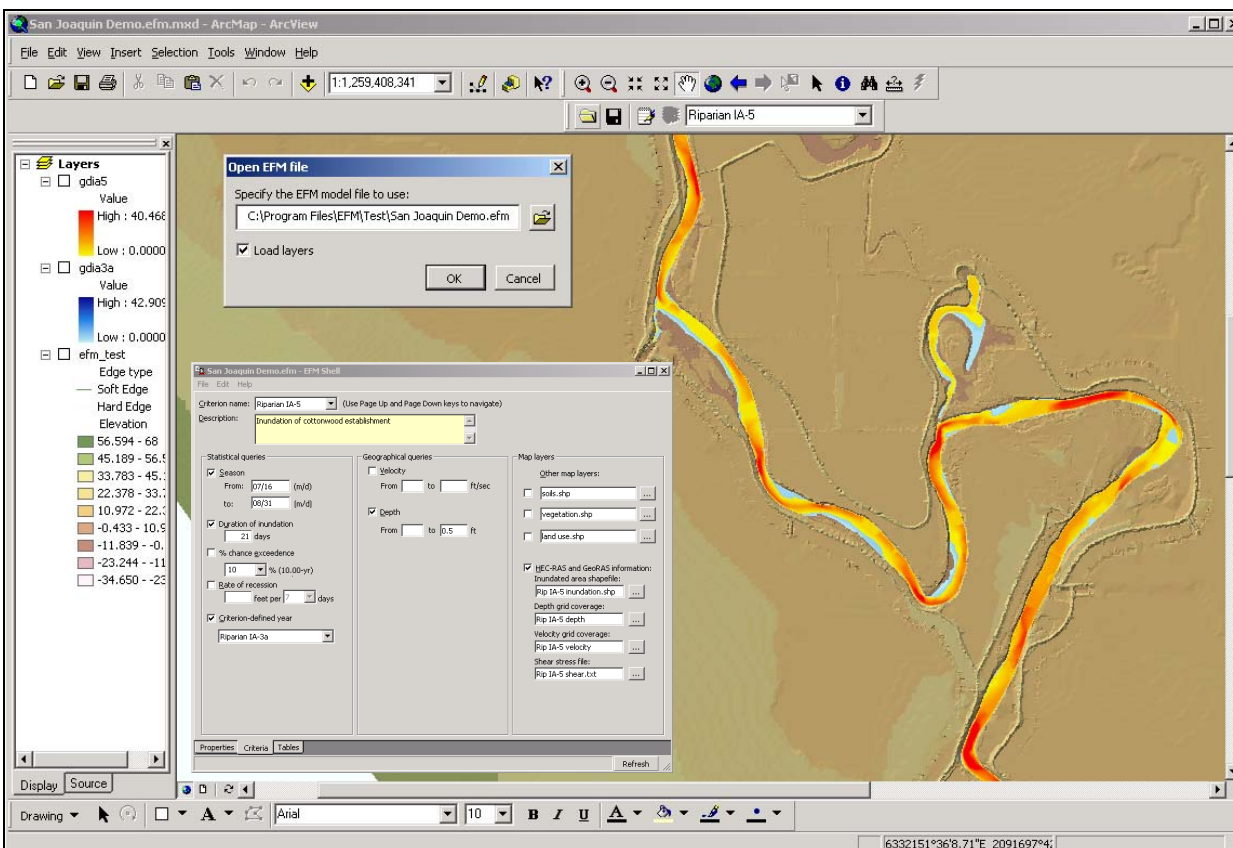 San Joaquin Demo.efm.mxd - ArcMap - ArcView
File Edit View Insert Selection Tools Window Help
1:1,259,408,341
Riparian IA-5
Layers
gdia5
Value
High : 40.468
Low : 0.0000
gdia3a
Value
High : 42.909
Low : 0.0000
efm_test
Edge type
Soft Edge
Hard Edge
Elevation
56.594 - 68
45.189 - 56.5
33.783 - 45.
22.378 - 33.7
10.972 - 22.3
-0.433 - 10.9
-11.839 - -0.
-23.244 - -11
-34.650 - -23
Display Source
Open EFM file
Specify the EFM model file to use:
C:\Program Files\EFM\Test\San Joaquin Demo.efm
Load layers
OK Cancel
San Joaquin Demo.efm - EFM Shell
File Edit Help
Criterion name: Riparian IA-5 (Use Page Up and Page Down keys to navigate)
Description: Inundation of cottonwood establishment
Statistical queries
Season
From: 07/16 (m/d)
to: 08/31 (m/d)
Duration of inundation
21 days
% chance exceedence
10 % (10.00-yr)
Rate of recession
feet per 7 days
Criterion-defined year
Riparian IA-3a
Geographical queries
Velocity
From to ft/sec
Depth
From to 0.5 ft
Map layers
Other map layers:
soils.shp ...
vegetation.shp ...
land use.shp ...
HEC-RAS and GeoRAS information:
Inundated area shapefile:
Rip IA-5 inundation.shp ...
Depth grid coverage:
Rip IA-5 depth ...
Velocity grid coverage:
Rip IA-5 velocity ...
Shear stress file:
Rip IA-5 shear.txt ...
Properties Criteria Tables
Refresh
Drawing A Arial 10 B I U A
6332151°36'8.71"E 2091697°42